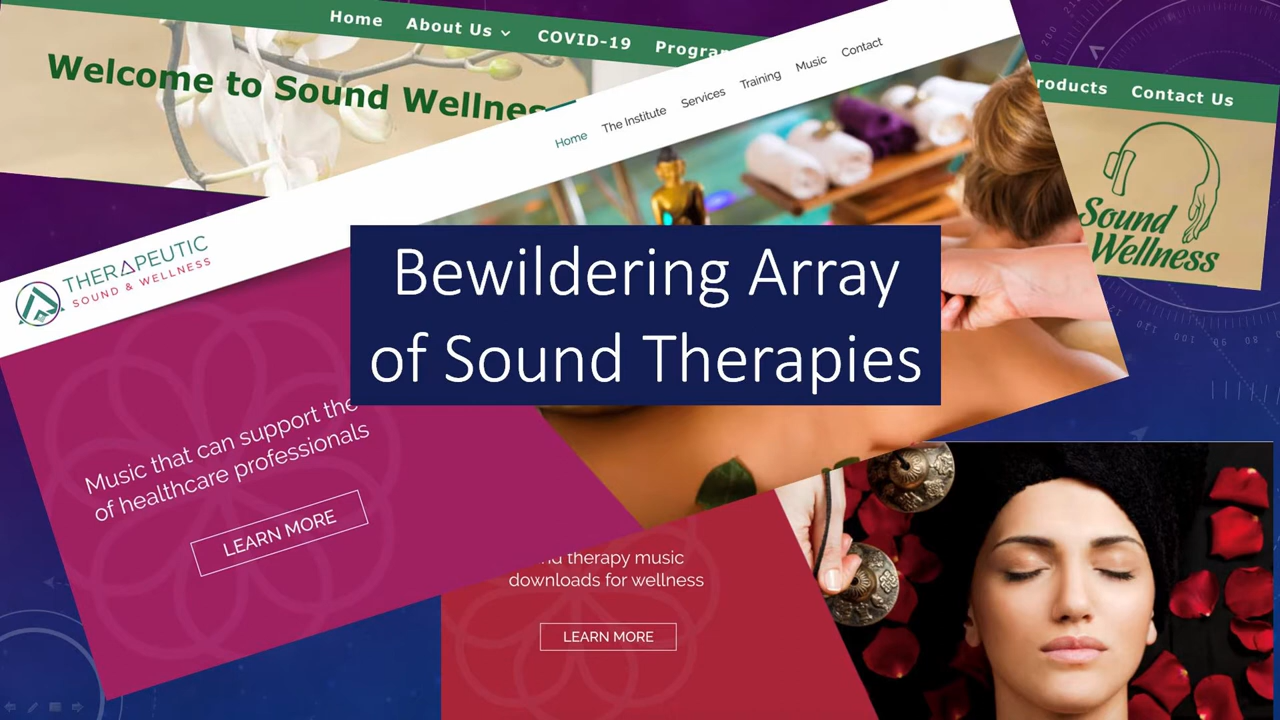 Home About Us COVID-19
Products Contact Us
Welcome to Sound
Home The Institute Services Training Music Contact
Sound
Wellness
THERAPEUTIC
SOUND & WELLNESS
Bewildering Array
of Sound Therapies
Music that can support the
of healthcare professionals
LEARN MORE
therapy music
downloads for wellness
LEARN MORE